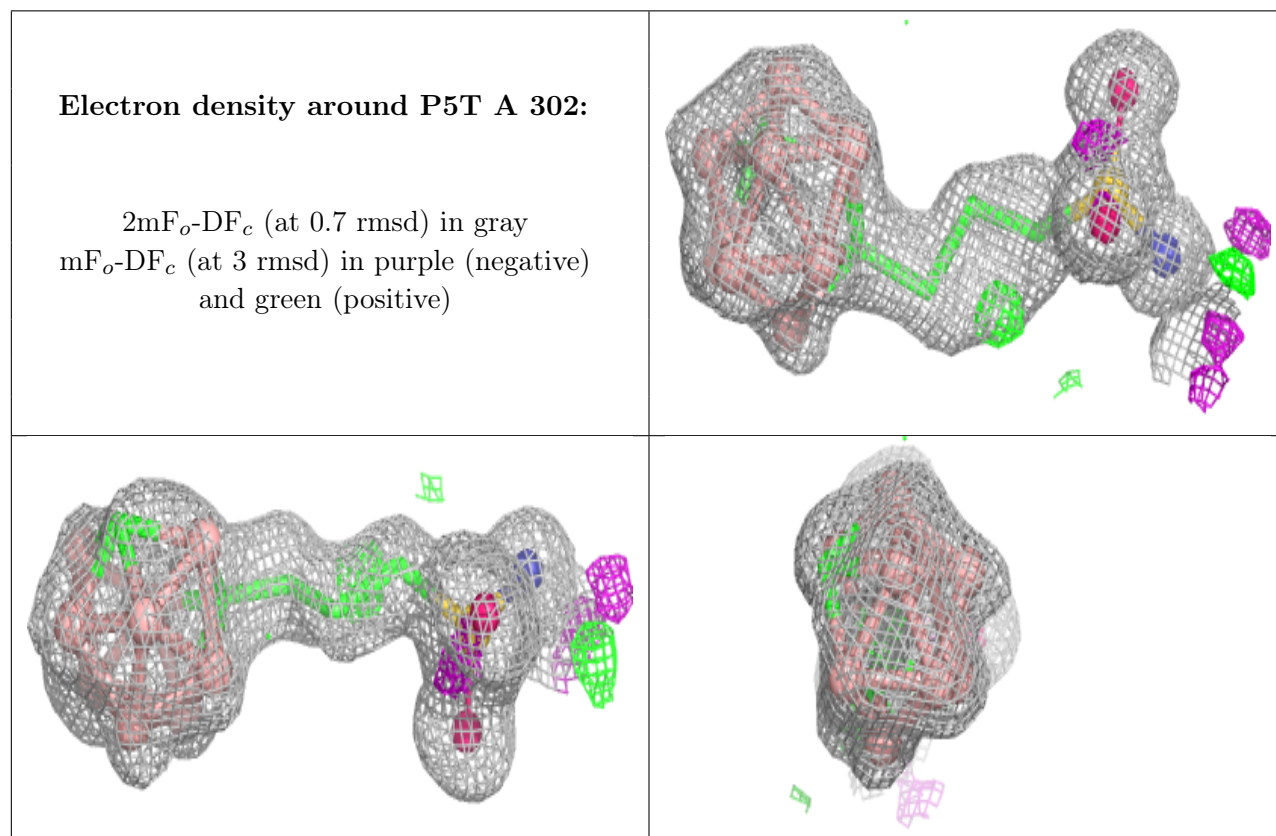 Electron density around P5T A 302:
2mFo-DFc (at 0.7 rmsd) in gray
mFo-DFc (at 3 rmsd) in purple (negative)
and green (positive)